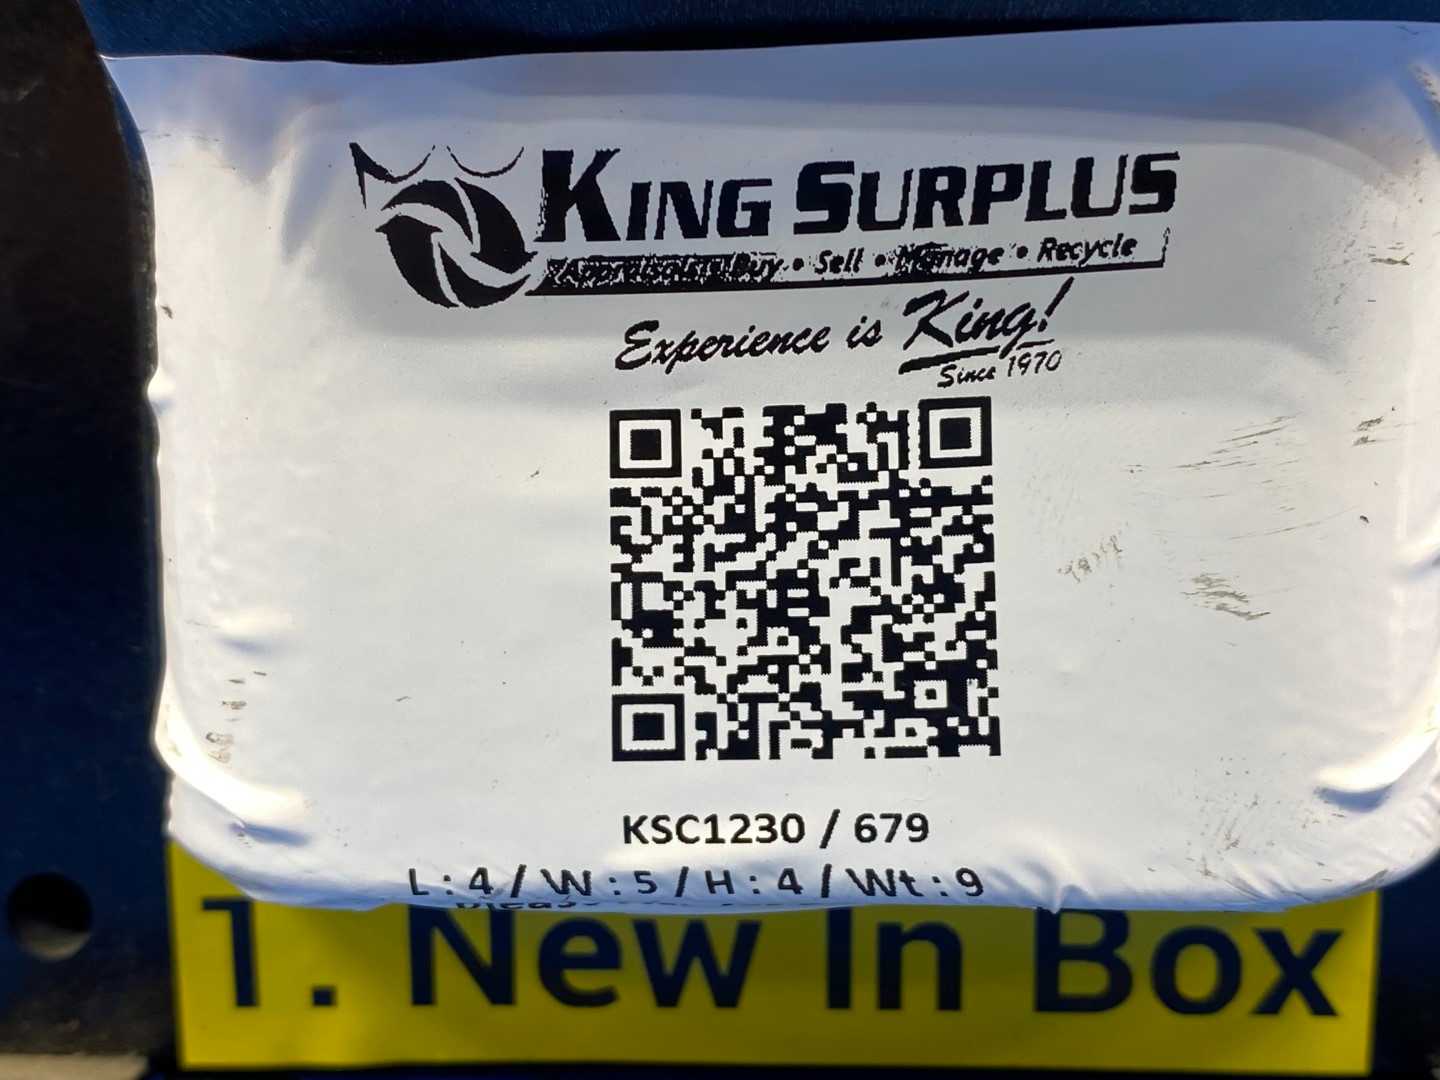 KING SURPLUS
Appraisals • Buy • Sell • Manage • Recycle
Experience is King!
Since 1970
KSC1230 / 679
L : 4 / W : 5 / H : 4 / Wt : 9
1. New In Box